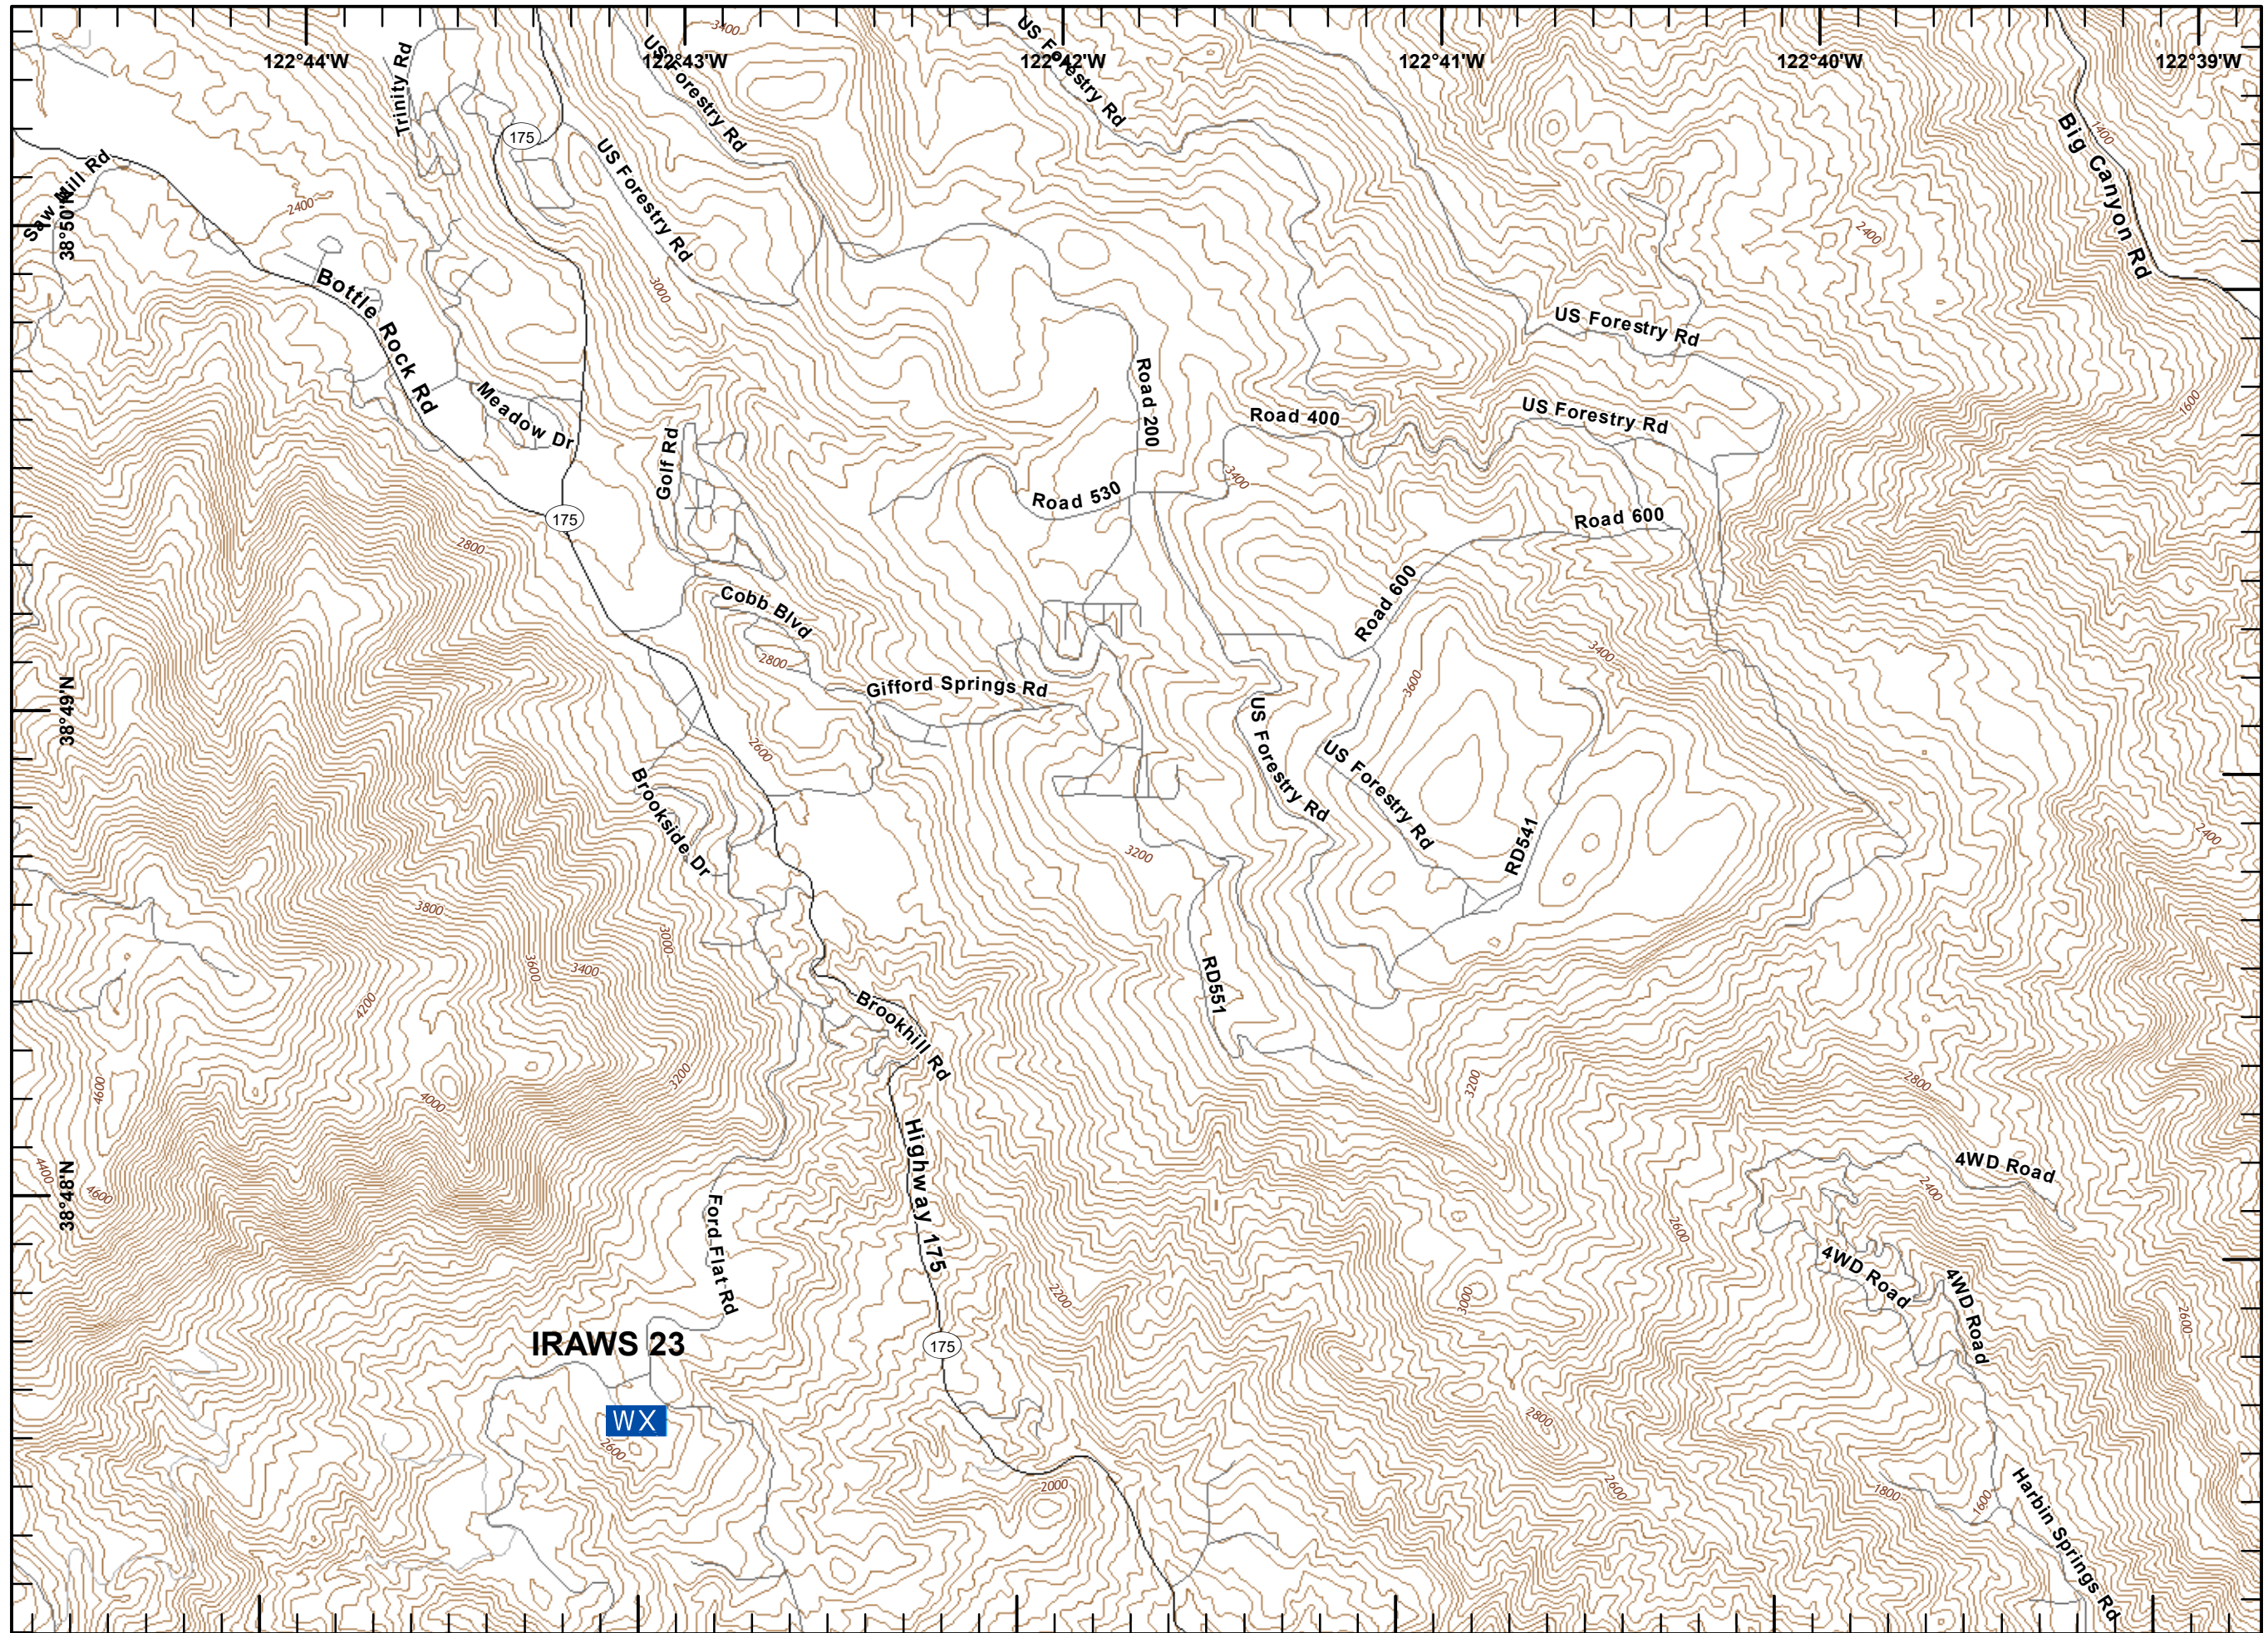 3400
US Forestry Rd
US Forestry Rd
122°44'W
122°43'W
122°42'W
122°41'W
122°40'W
122°39'W
Trinity Rd
175
Big Canyon Rd
1400
Saw Mill Rd
38°50'N
2400
US Forestry Rd
2400
Bottle Rock Rd
3000
US Forestry Rd
Meadow Dr
Road 200
Road 400
US Forestry Rd
1600
Golf Rd
3400
Road 530
Road 600
175
2800
Road 600
Cobb Blvd
2800
3400
Gifford Springs Rd
3600
38°49'N
US Forestry Rd
2600
US Forestry Rd
Brookside Dr
RD541
2400
3200
3800
3000
3600
3400
4200
RD551
Brookhill Rd
3200
3200
2800
4600
4000
Highway 175
4WD Road
4400
4600
38°48'N
2400
Ford Flat Rd
2600
4WD Road
4WD Road
2200
3000
2600
IRAWS 23
175
WX
2600
2800
2000
2600
1800
1600
Harbin Springs Rd